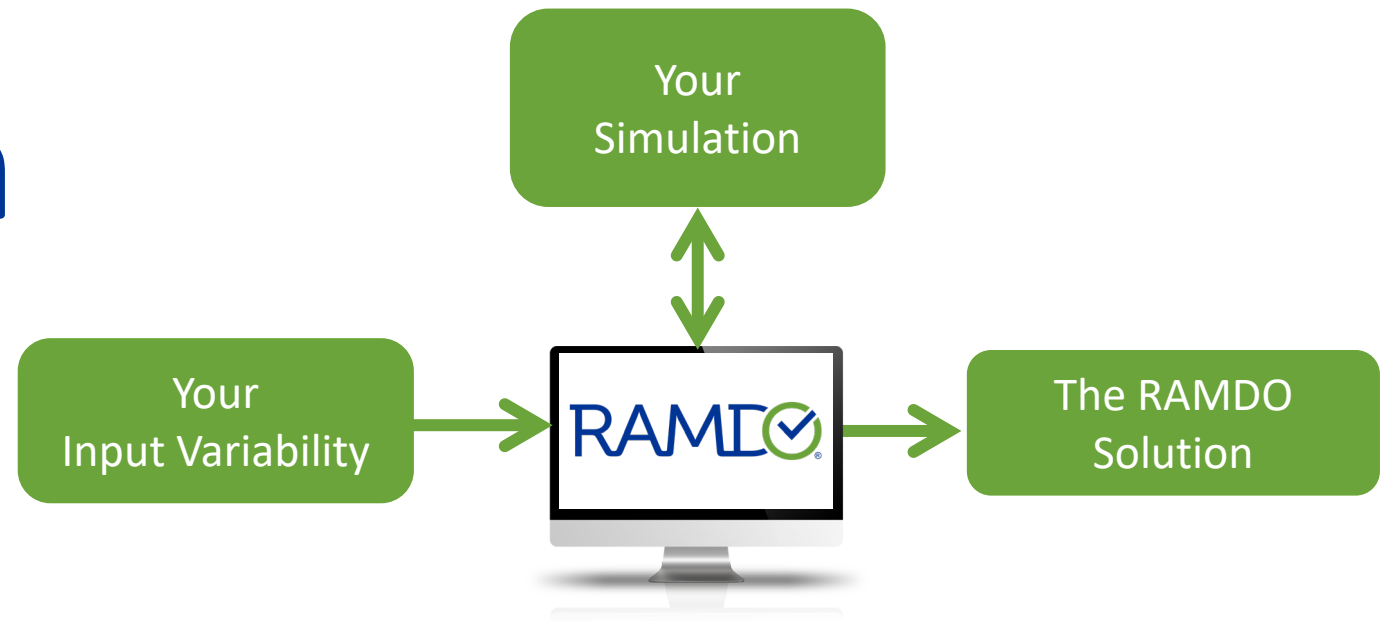 Your
Simulation
Your
Input Variability
RAMDO®
The RAMDO
Solution